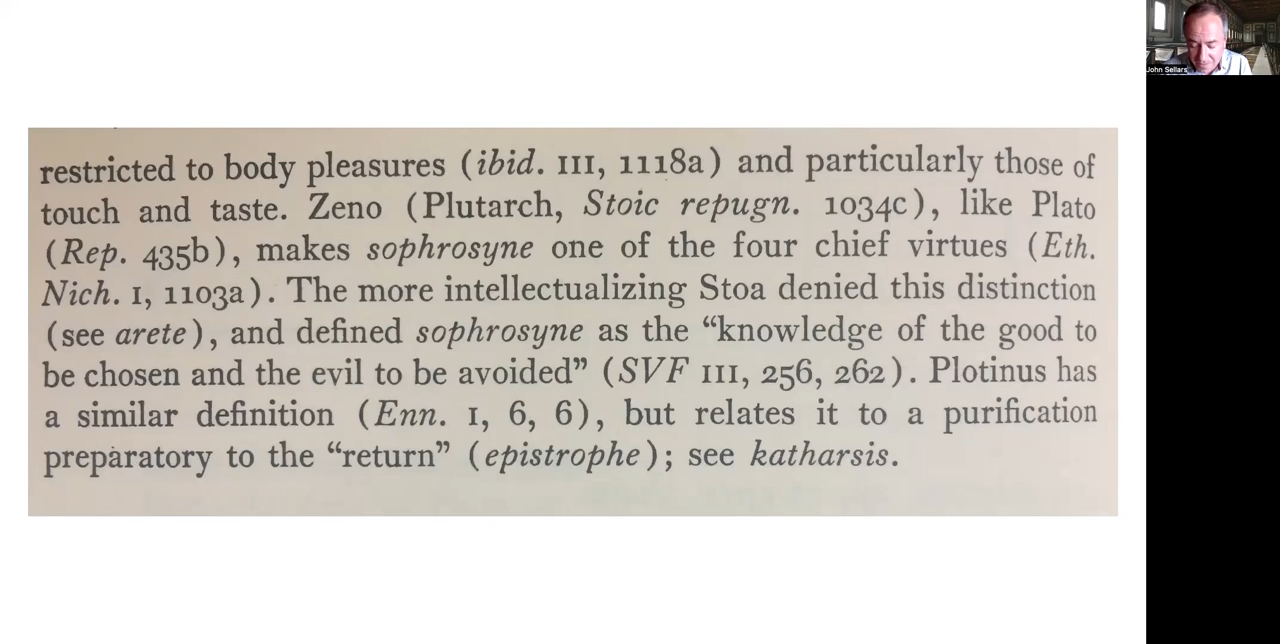 John Sellars
restricted to body pleasures (ibid. III, 1118a) and particularly those of
touch and taste. Zeno (Plutarch, Stoic repugn. 1034c), like Plato
(Rep. 435b), makes sophrosyne one of the four chief virtues (Eth.
Nich. I, 1103a). The more intellectualizing Stoa denied this distinction
(see arete), and defined sophrosyne as the “knowledge of the good to
be chosen and the evil to be avoided” (SVF III, 256, 262). Plotinus has
a similar definition (Enn. I, 6, 6), but relates it to a purification
preparatory to the “return” (epistrophe); see katharsis.